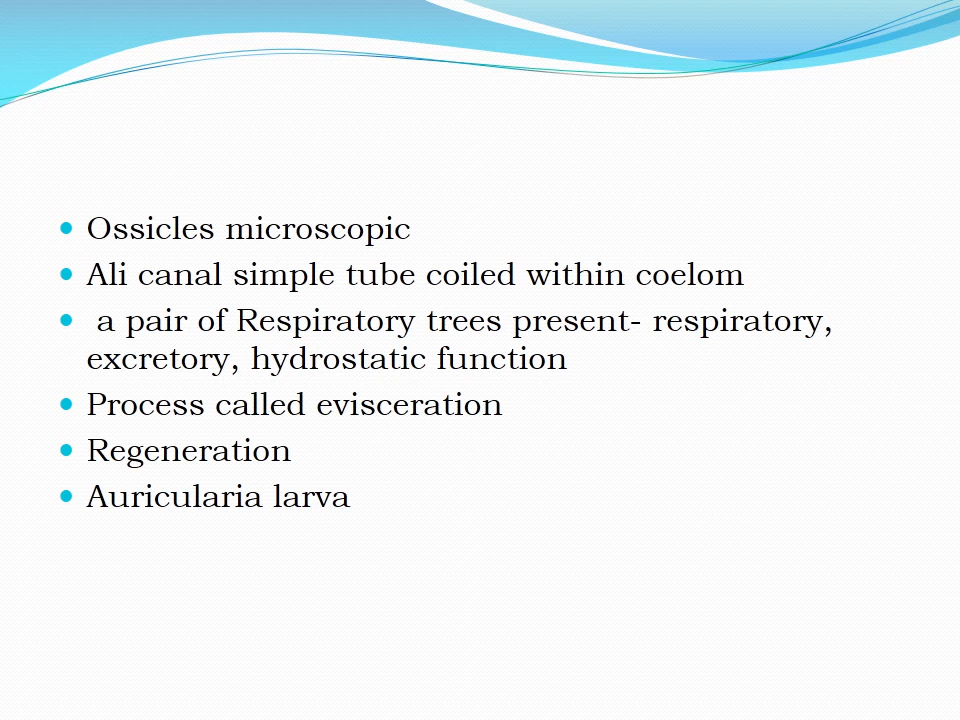 • Ossicles microscopic
• Ali canal simple tube coiled within coelom
• a pair of Respiratory trees present- respiratory,
excretory, hydrostatic function
• Process called evisceration
• Regeneration
• Auricularia larva